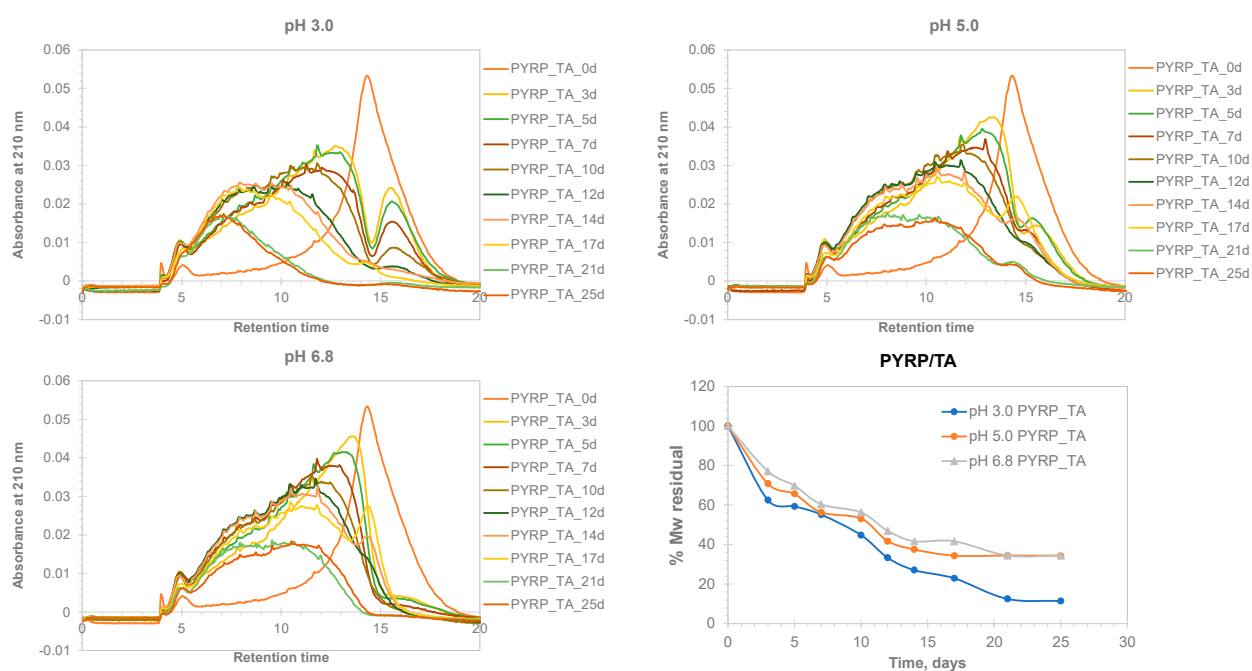 pH 3.0
0.06
0.05
0.04
0.03
0.02
0.01
0
-0.01
Absorbance at 210 nm
0 5 10 15 20
Retention time
PYRP_TA_0d
PYRP_TA_3d
PYRP_TA_5d
PYRP_TA_7d
PYRP_TA_10d
PYRP_TA_12d
PYRP_TA_14d
PYRP_TA_17d
PYRP_TA_21d
PYRP_TA_25d
pH 5.0
0.06
0.05
0.04
0.03
0.02
0.01
0
-0.01
Absorbance at 210 nm
0 5 10 15 20
Retention time
PYRP_TA_0d
PYRP_TA_3d
PYRP_TA_5d
PYRP_TA_7d
PYRP_TA_10d
PYRP_TA_12d
PYRP_TA_14d
PYRP_TA_17d
PYRP_TA_21d
PYRP_TA_25d
pH 6.8
0.06
0.05
0.04
0.03
0.02
0.01
0
-0.01
Absorbance at 210 nm
0 5 10 15 20
Retention time
PYRP_TA_0d
PYRP_TA_3d
PYRP_TA_5d
PYRP_TA_7d
PYRP_TA_10d
PYRP_TA_12d
PYRP_TA_14d
PYRP_TA_17d
PYRP_TA_21d
PYRP_TA_25d
PYRP/TA
120
100
80
60
40
20
0
% Mw residual
0 5 10 15 20 25 30
Time, days
pH 3.0 PYRP_TA
pH 5.0 PYRP_TA
pH 6.8 PYRP_TA